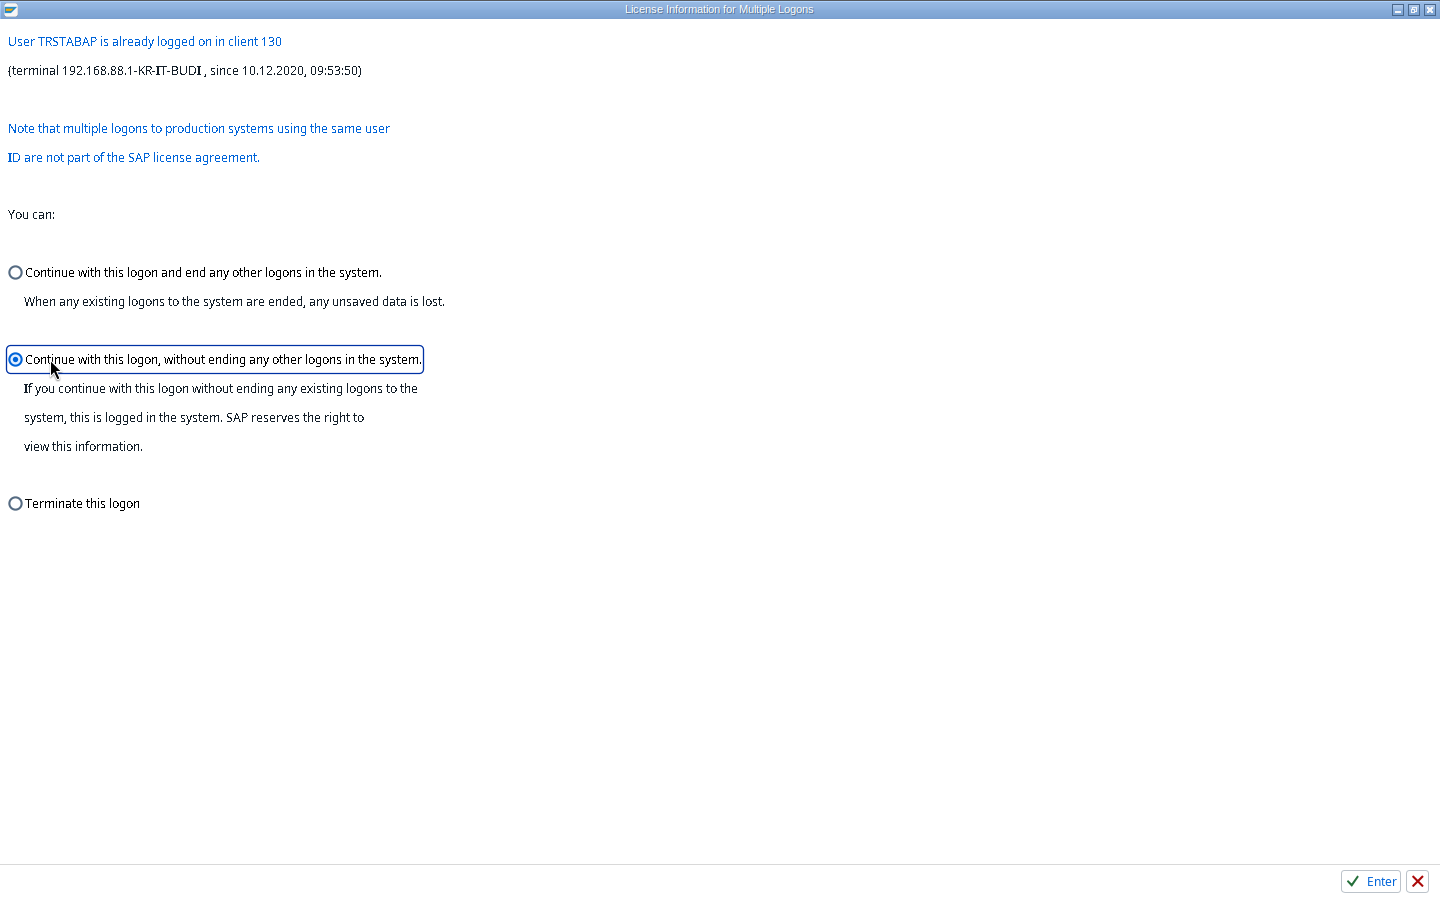 License Information for Multiple Logons
User TRSTABAP is already logged on in client 130
(terminal 192.168.88.1-KR-IT-BUDI , since 10.12.2020, 09:53:50)
Note that multiple logons to production systems using the same user
ID are not part of the SAP license agreement.
You can:
Continue with this logon and end any other logons in the system.
When any existing logons to the system are ended, any unsaved data is lost.
Continue with this logon, without ending any other logons in the system.
If you continue with this logon without ending any existing logons to the
system, this is logged in the system. SAP reserves the right to
view this information.
Terminate this logon
Enter